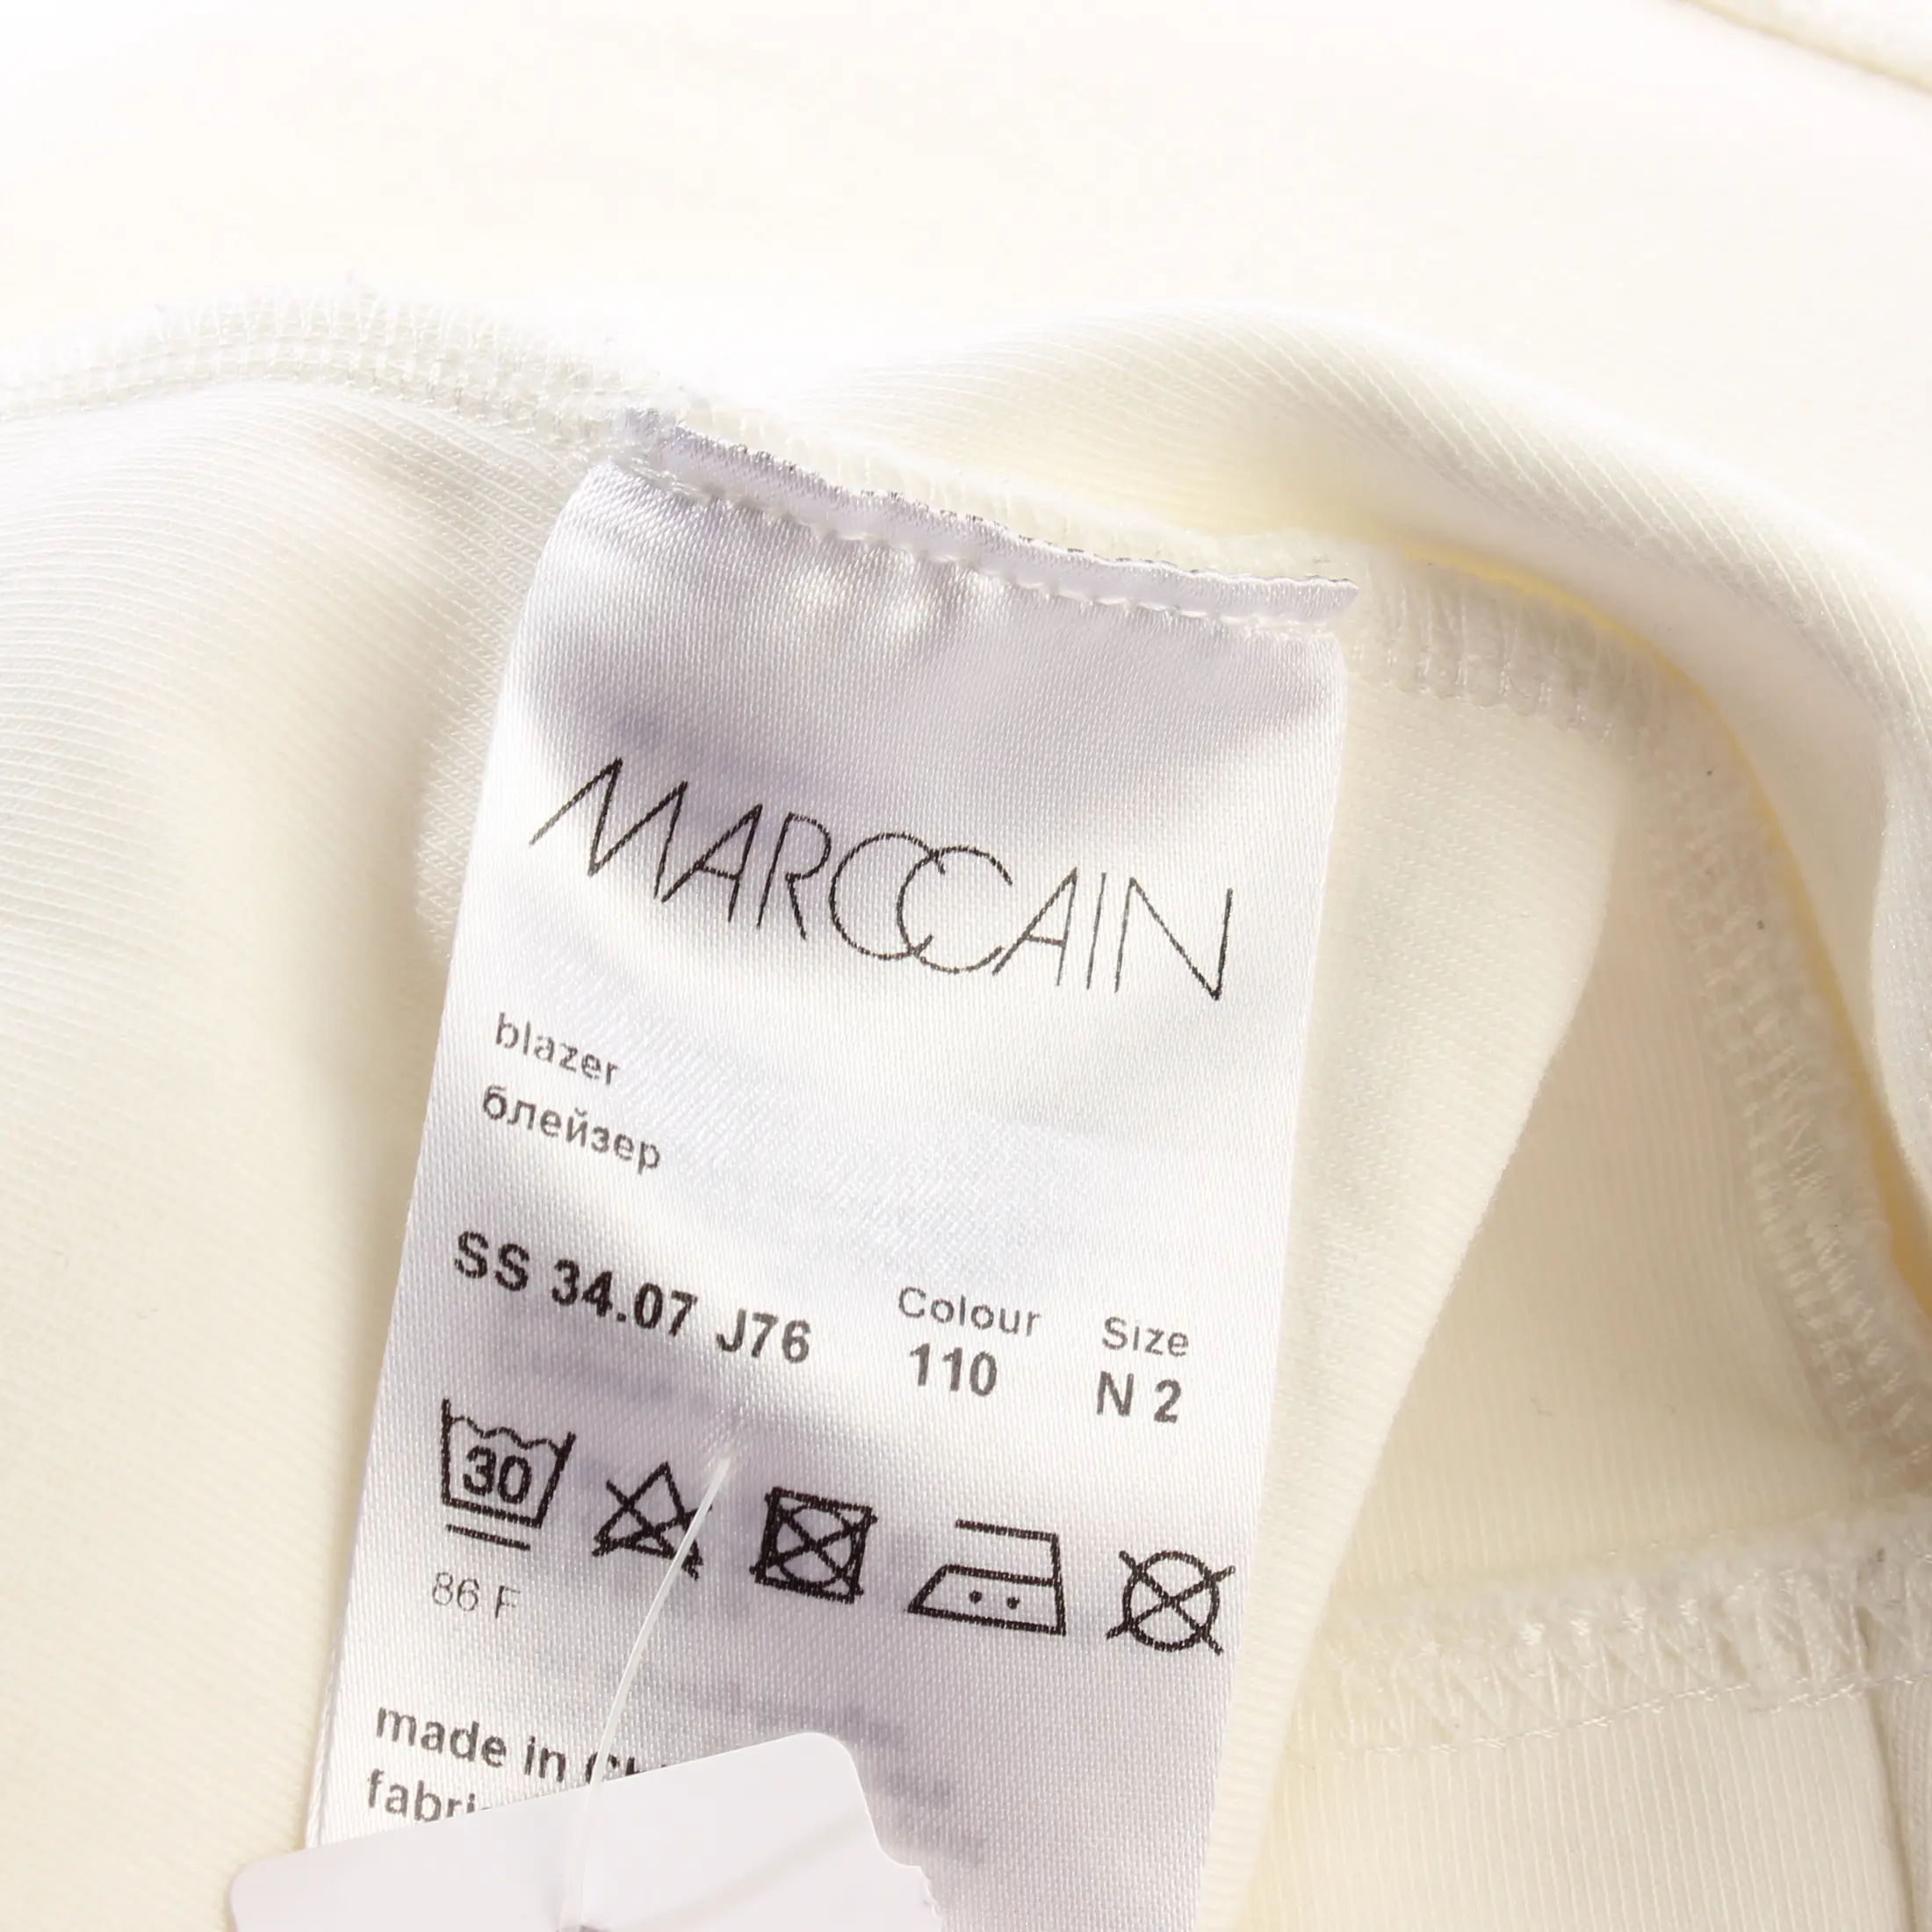 MARCCAIN
blazer
блейзер
SS 34.07 J76 Colour Size
110 N 2
30
86 F
made in